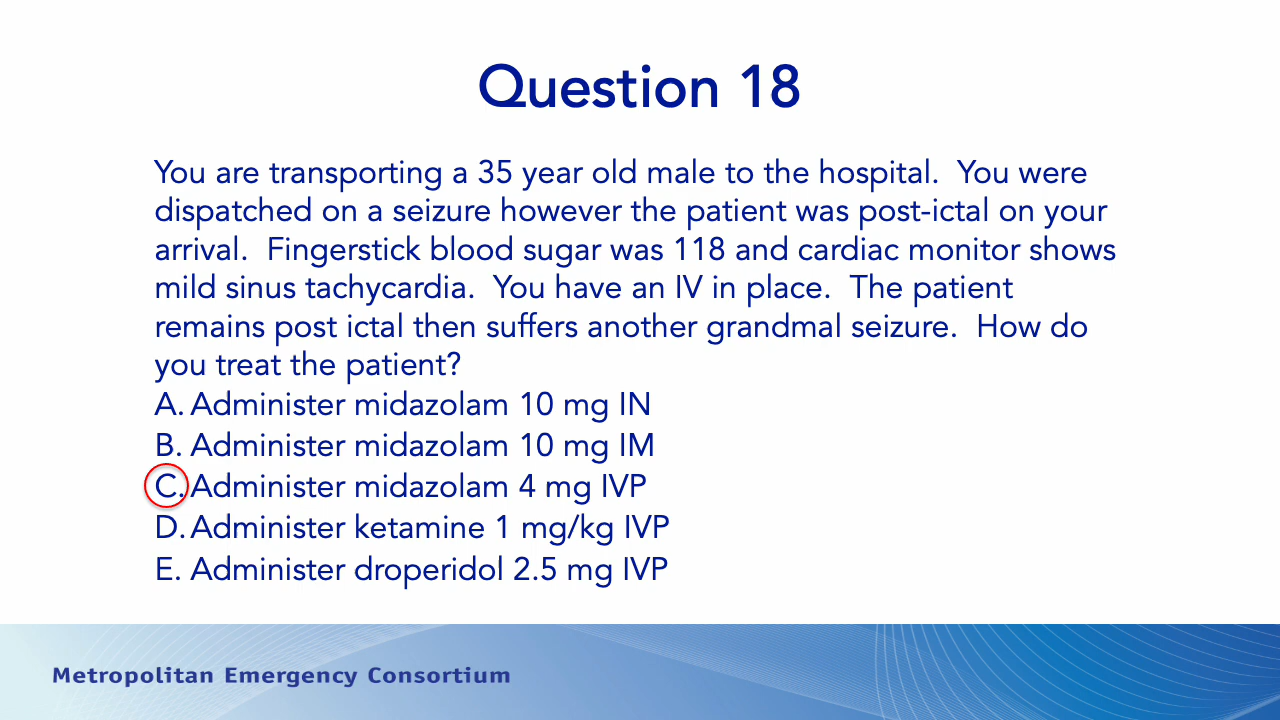 Question 18
You are transporting a 35 year old male to the hospital.  You were
dispatched on a seizure however the patient was post-ictal on your
arrival.  Fingerstick blood sugar was 118 and cardiac monitor shows
mild sinus tachycardia.  You have an IV in place.  The patient
remains post ictal then suffers another grandmal seizure.  How do
you treat the patient?
A. Administer midazolam 10 mg IN
B. Administer midazolam 10 mg IM
C. Administer midazolam 4 mg IVP
D. Administer ketamine 1 mg/kg IVP
E. Administer droperidol 2.5 mg IVP
Metropolitan Emergency Consortium